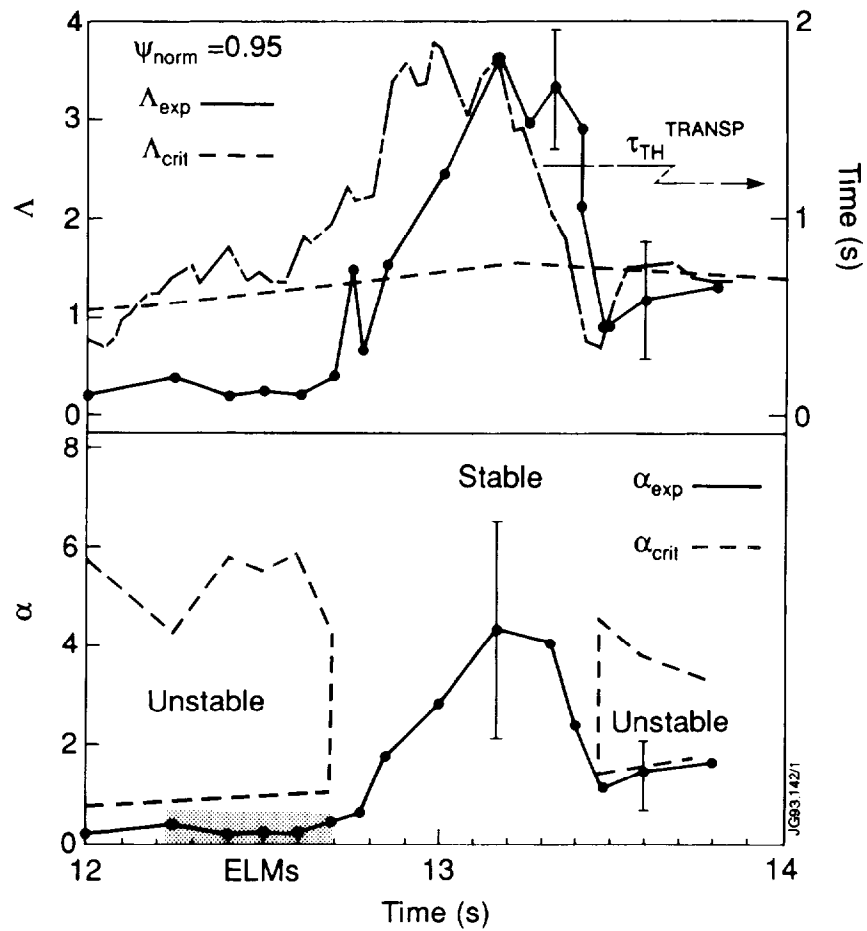 4
3
2
1
0
Λ
ψnorm =0.95
Λexp
Λcrit
τTH TRANSP
2
1
0
Time (s)
8
6
4
2
0
α
Stable
αexp
αcrit
Unstable
Unstable
JG93.142/1
12
ELMs
13
14
Time (s)